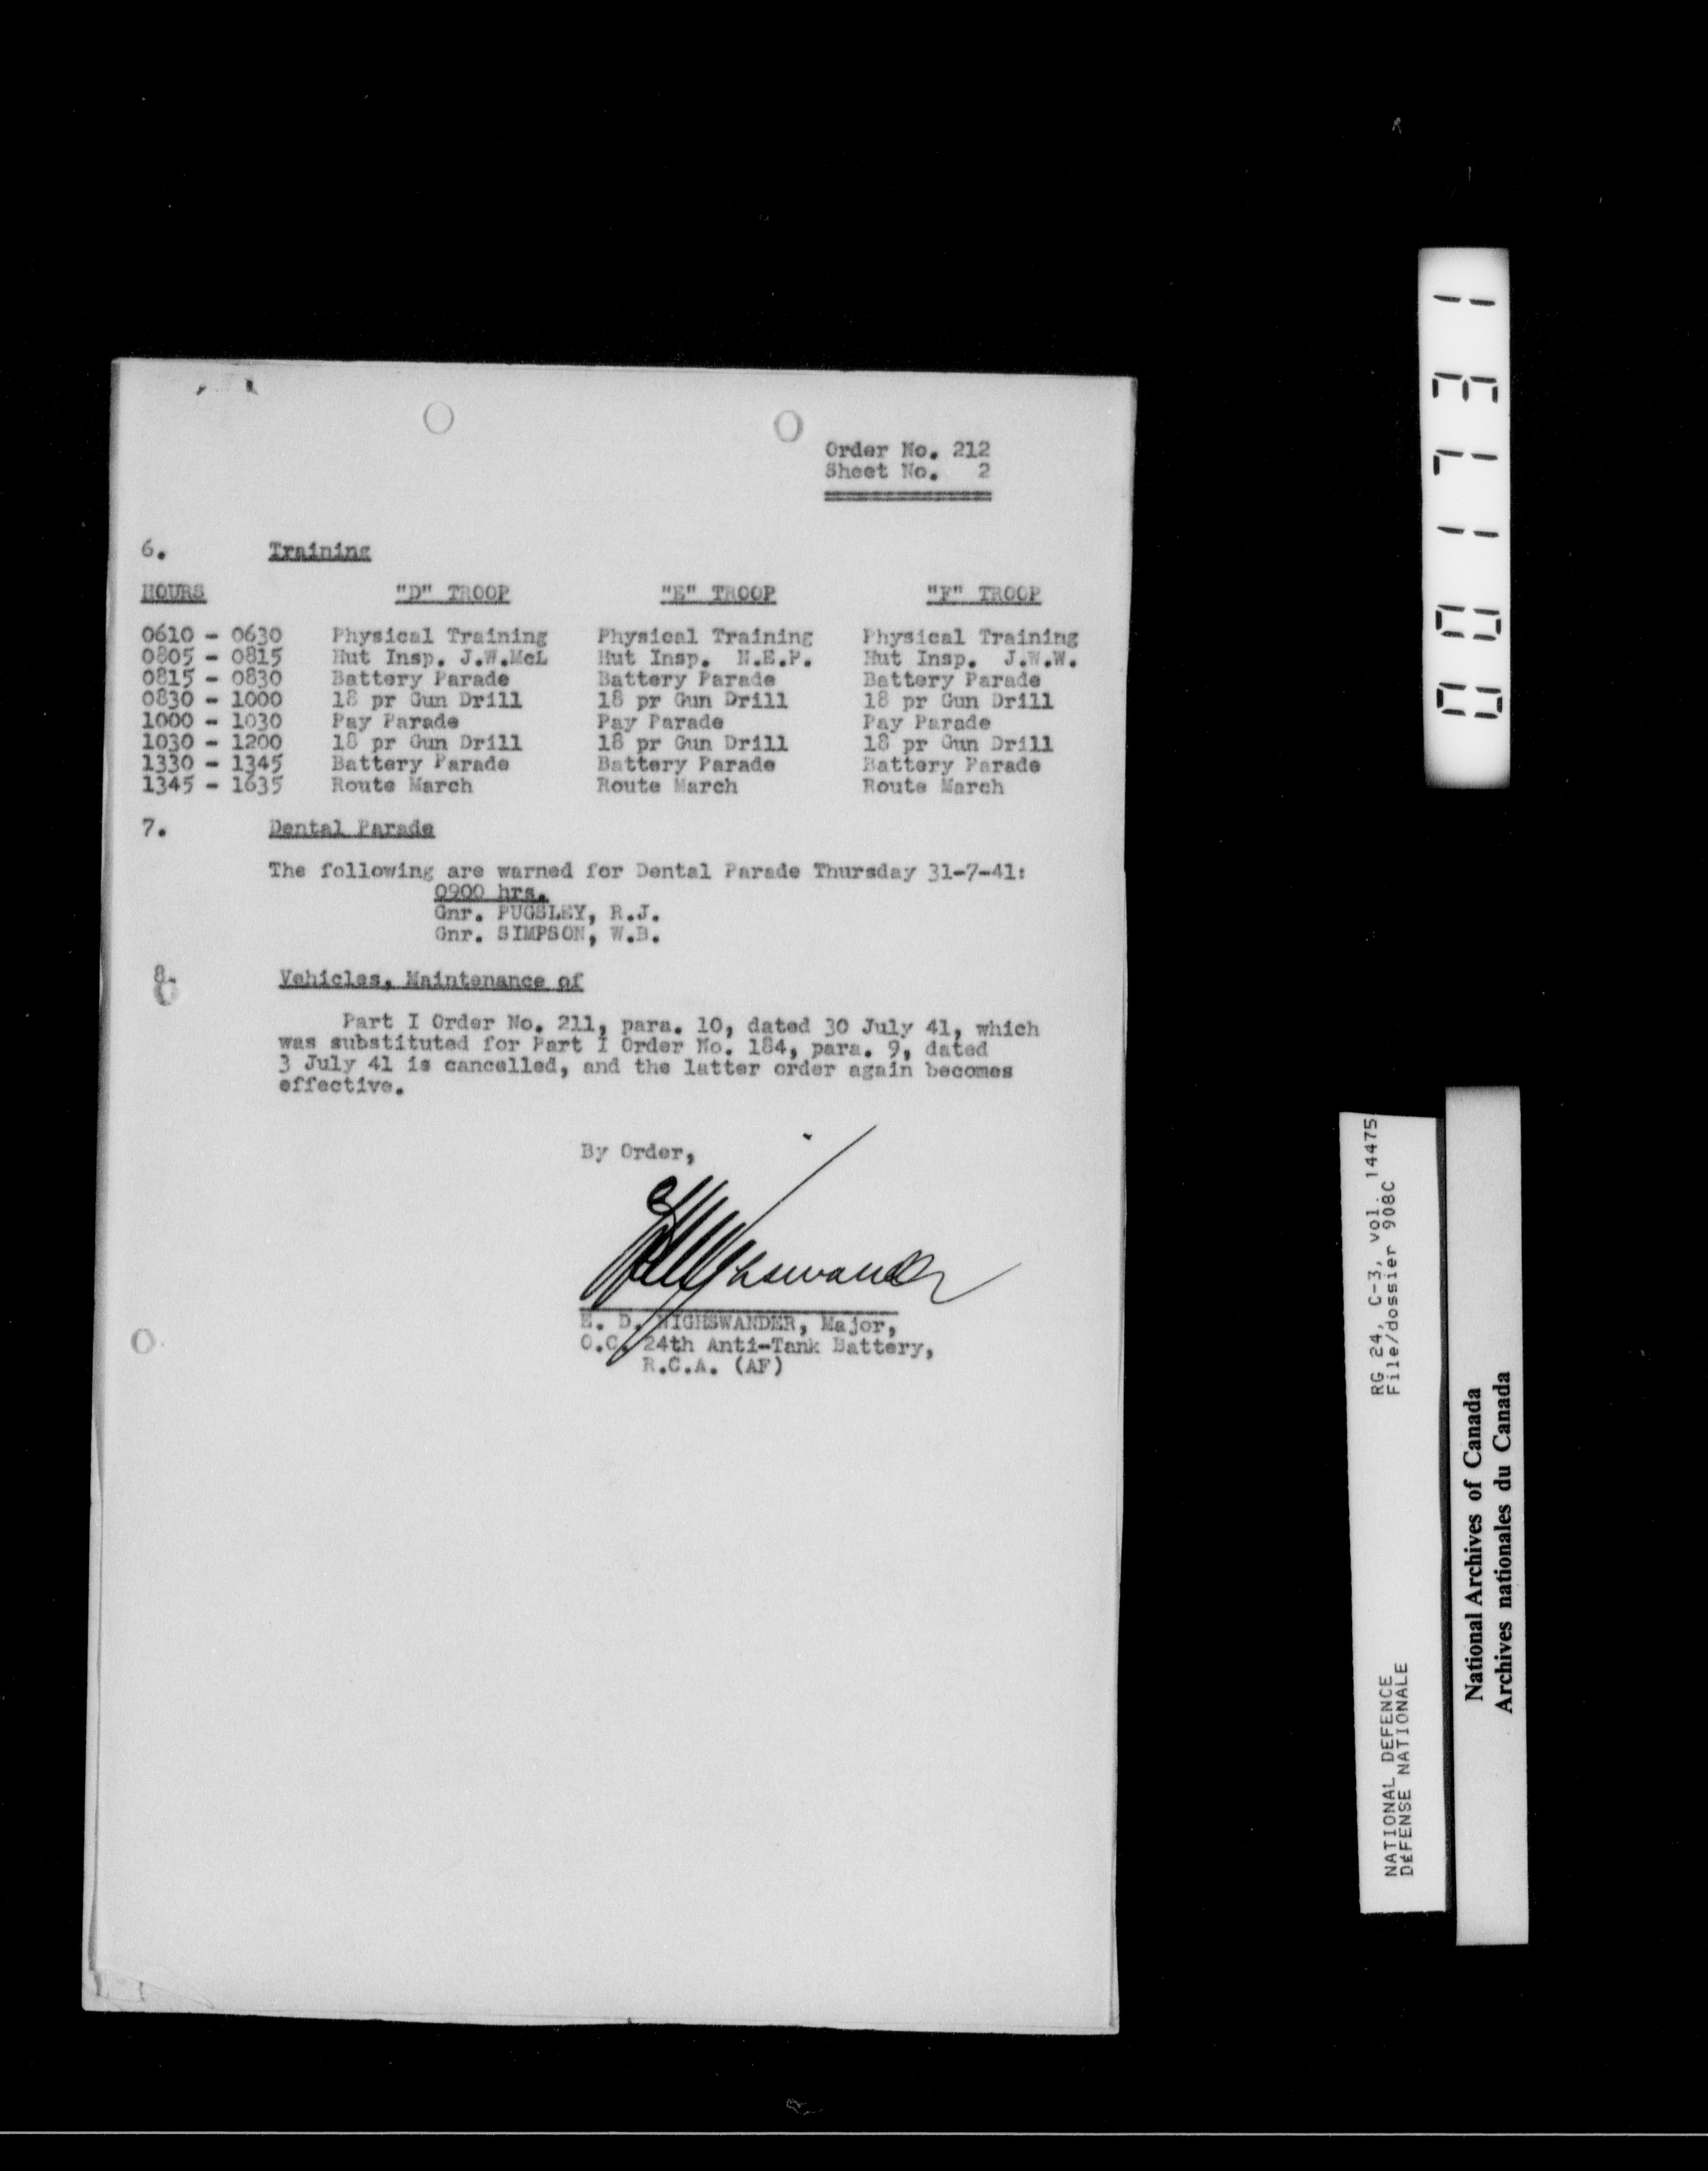 Order No. 212
Sheet No. 2
6. Training
HOURS "D" TROOP "E" TROOP "F" TROOP
0610 - 0630 Physical Training Physical Training Physical Training
0805 - 0815 Hut Insp. J.W.McL Hut Insp. N.E.P. Hut Insp. J.W.W.
0815 - 0830 Battery Parade Battery Parade Battery Parade
0830 - 1000 18 pr Gun Drill 18 pr Gun Drill 18 pr Gun Drill
1000 - 1030 Pay Parade Pay Parade Pay Parade
1030 - 1200 18 pr Gun Drill 18 pr Gun Drill 18 pr Gun Drill
1330 - 1345 Battery Parade Battery Parade Battery Parade
1345 - 1635 Route March Route March Route March
7. Dental Parade
The following are warned for Dental Parade Thursday 31-7-41:
0900 hrs.
Gnr. PUGSLEY, R.J.
Gnr. SIMPSON, W.B.
8. Vehicles, Maintenance of
Part I Order No. 211, para. 10, dated 30 July 41, which
was substituted for Part I Order No. 184, para. 9, dated
3 July 41 is cancelled, and the latter order again becomes
effective.
By Order,
E. D. WIGHSWANDER, Major,
O.C. 24th Anti-Tank Battery,
R.C.A. (AF)
001731
RG 24, C-3, vol. 14475
File/dossier 908C
NATIONAL DEFENCE
DÉFENSE NATIONALE
National Archives of Canada
Archives nationales du Canada